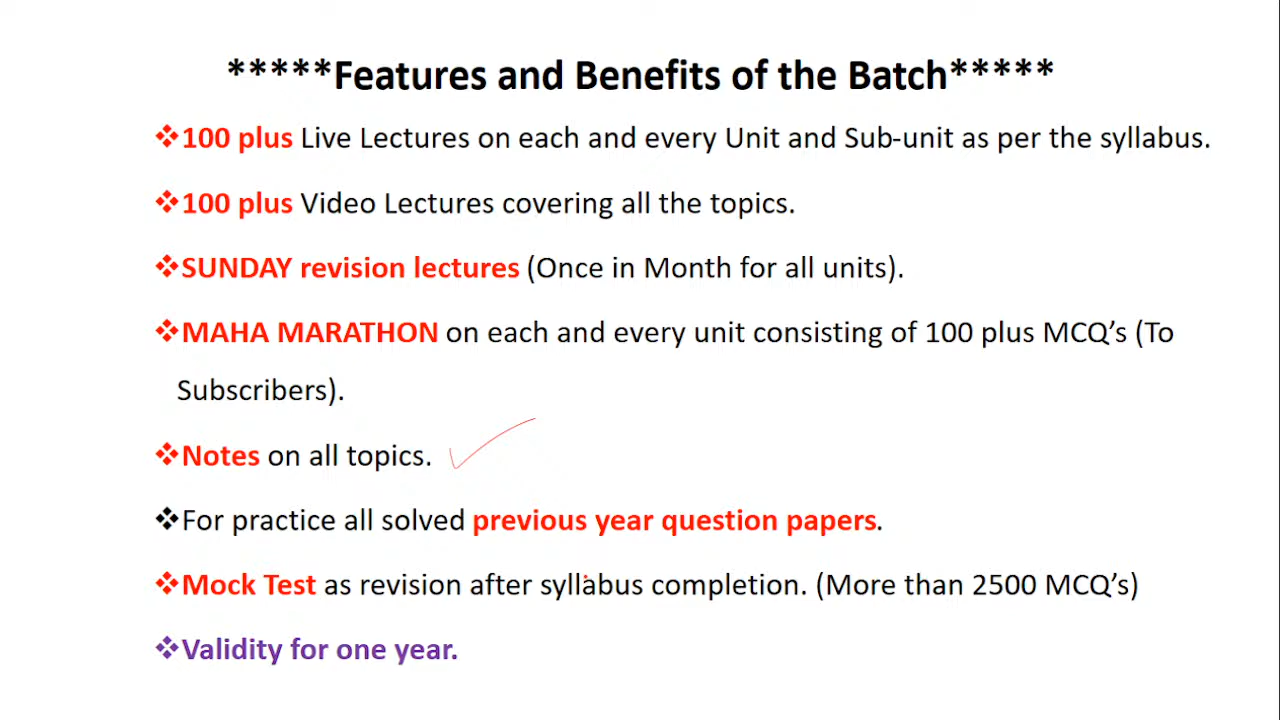 *****Features and Benefits of the Batch*****
❖100 plus Live Lectures on each and every Unit and Sub-unit as per the syllabus.
❖100 plus Video Lectures covering all the topics.
❖SUNDAY revision lectures (Once in Month for all units).
❖MAHA MARATHON on each and every unit consisting of 100 plus MCQ’s (To
Subscribers).
❖Notes on all topics.
❖For practice all solved previous year question papers.
❖Mock Test as revision after syllabus completion. (More than 2500 MCQ’s)
❖Validity for one year.